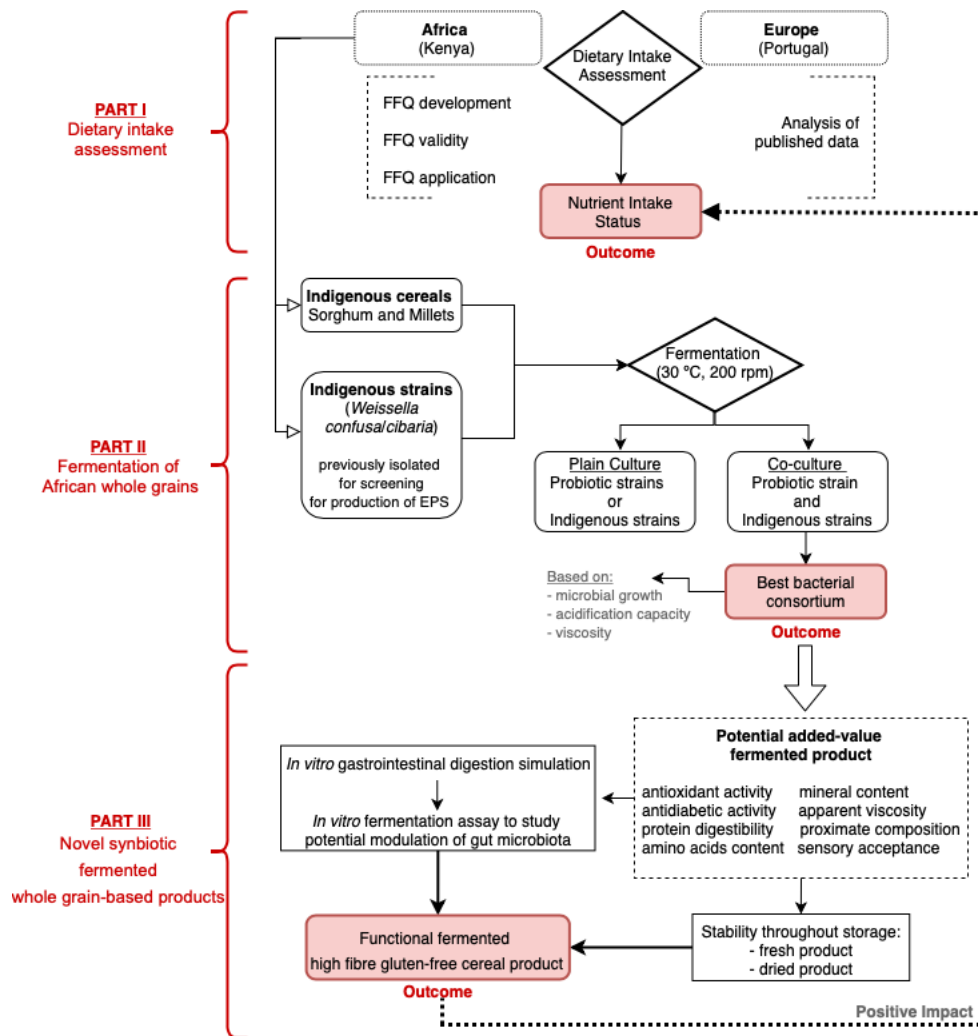 Africa
(Kenya)
Dietary Intake
Assessment
Europe
(Portugal)
PART I
Dietary intake
assessment
FFQ development
FFQ validity
FFQ application
Analysis of
published data
Nutrient Intake
Status
Outcome
Indigenous cereals
Sorghum and Millets
Indigenous strains
(Weissella
confusa/cibaria)
previously isolated
for screening
for production of EPS
Fermentation
(30 ºC, 200 rpm)
PART II
Fermentation of
African whole grains
Plain Culture
Probiotic strains
or
Indigenous strains
Co-culture
Probiotic strain
and
Indigenous strains
Based on:
- microbial growth
- acidification capacity
- viscosity
Best bacterial
consortium
Outcome
PART III
Novel synbiotic
fermented
whole grain-based products
In vitro gastrointestinal digestion simulation
In vitro fermentation assay to study
potential modulation of gut microbiota
Potential added-value
fermented product
antioxidant activity mineral content
antidiabetic activity apparent viscosity
protein digestibility proximate composition
amino acids content sensory acceptance
Functional fermented
high fibre gluten-free cereal product
Outcome
Stability throughout storage:
- fresh product
- dried product
Positive Impact